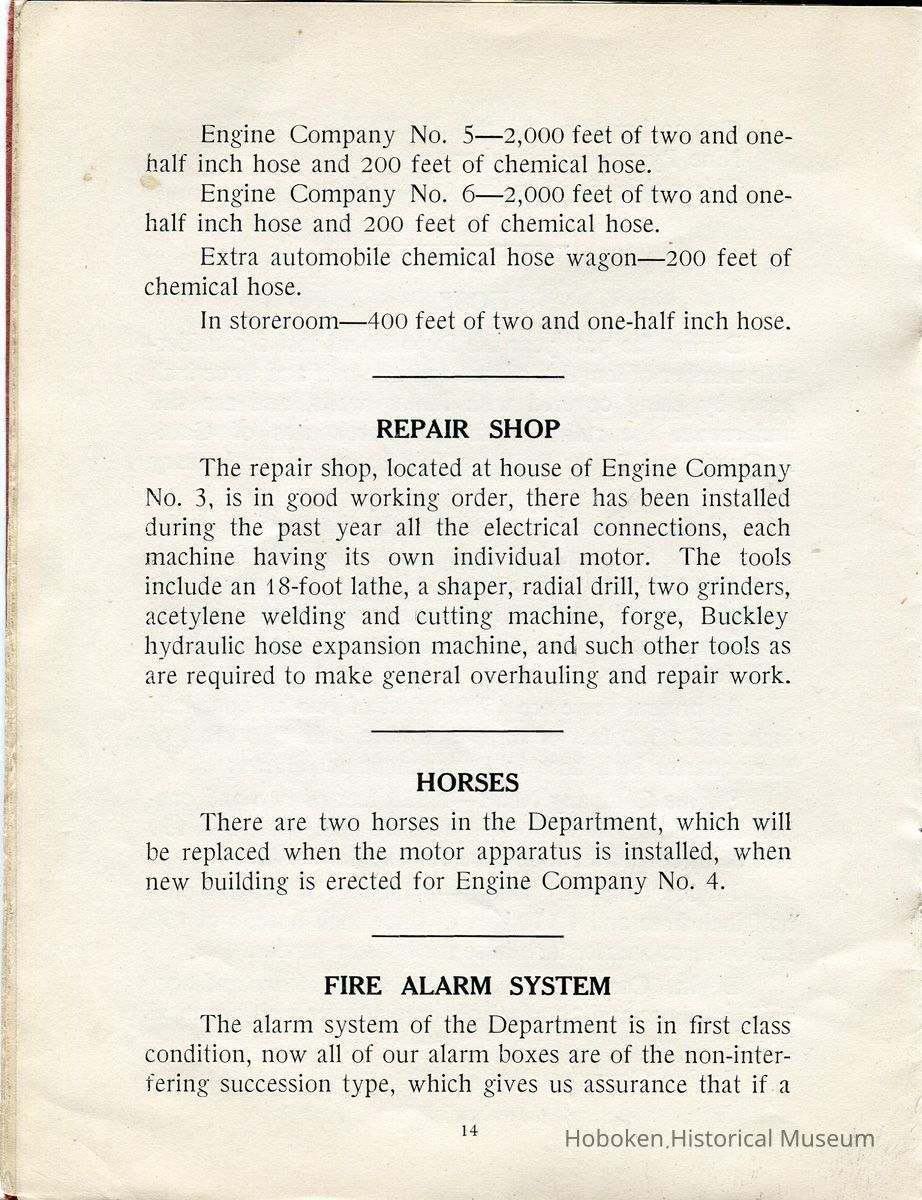 Engine Company No. 5—2,000 feet of two and one-
half inch hose and 200 feet of chemical hose.
Engine Company No. 6—2,000 feet of two and one-
half inch hose and 200 feet of chemical hose.
Extra automobile chemical hose wagon—200 feet of
chemical hose.
In storeroom—400 feet of two and one-half inch hose.
REPAIR SHOP
The repair shop, located at house of Engine Company
No. 3, is in good working order, there has been installed
during the past year all the electrical connections, each
machine having its own individual motor. The tools
include an 18-foot lathe, a shaper, radial drill, two grinders,
acetylene welding and cutting machine, forge, Buckley
hydraulic hose expansion machine, and such other tools as
are required to make general overhauling and repair work.
HORSES
There are two horses in the Department, which will
be replaced when the motor apparatus is installed, when
new building is erected for Engine Company No. 4.
FIRE ALARM SYSTEM
The alarm system of the Department is in first class
condition, now all of our alarm boxes are of the non-inter-
fering succession type, which gives us assurance that if a
14
Hoboken Historical Museum